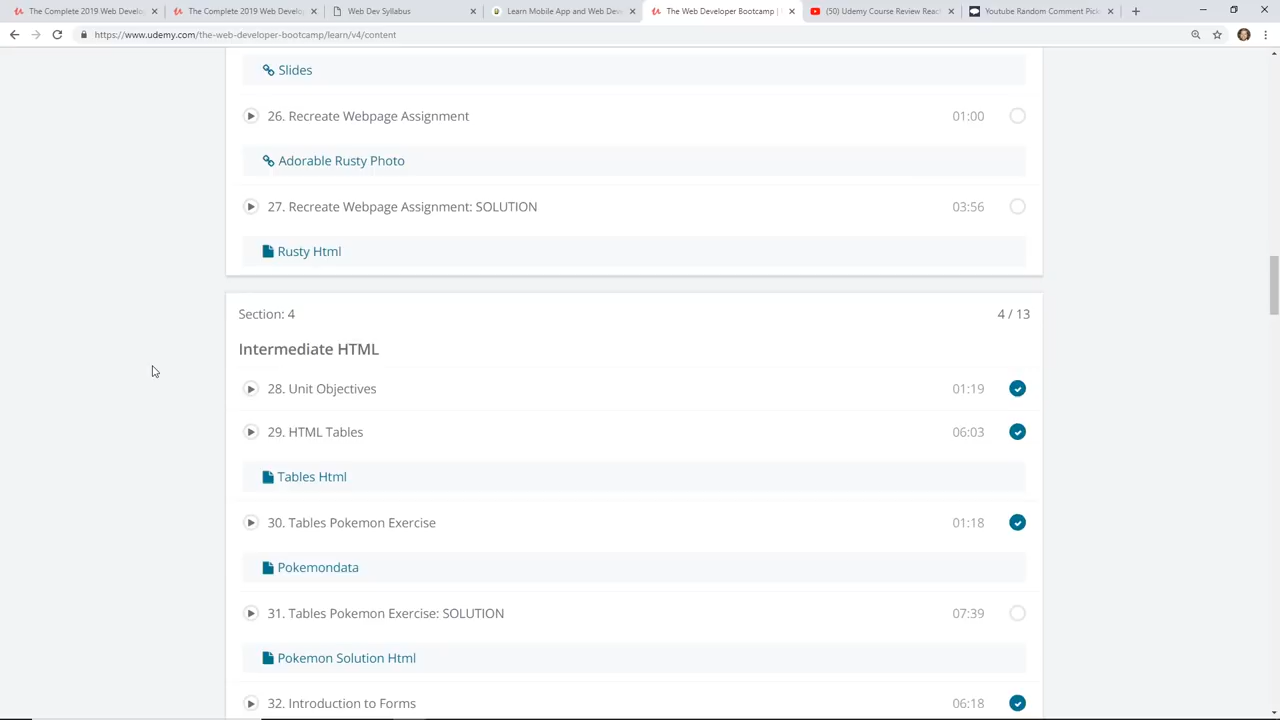 The Complete 2019 Web Develo
The Complete 2019 Web Develo
Web Dev Syllabus
Learn Mobile App and Web Dev
The Web Developer Bootcamp |
(50) Udemy Course Review Reac
Youtube Random Comment Pick
https://www.udemy.com/the-web-developer-bootcamp/learn/v4/content
Slides
26. Recreate Webpage Assignment 01:00
Adorable Rusty Photo
27. Recreate Webpage Assignment: SOLUTION 03:56
Rusty Html
Section: 4 4 / 13
Intermediate HTML
28. Unit Objectives 01:19
29. HTML Tables 06:03
Tables Html
30. Tables Pokemon Exercise 01:18
Pokemondata
31. Tables Pokemon Exercise: SOLUTION 07:39
Pokemon Solution Html
32. Introduction to Forms 06:18